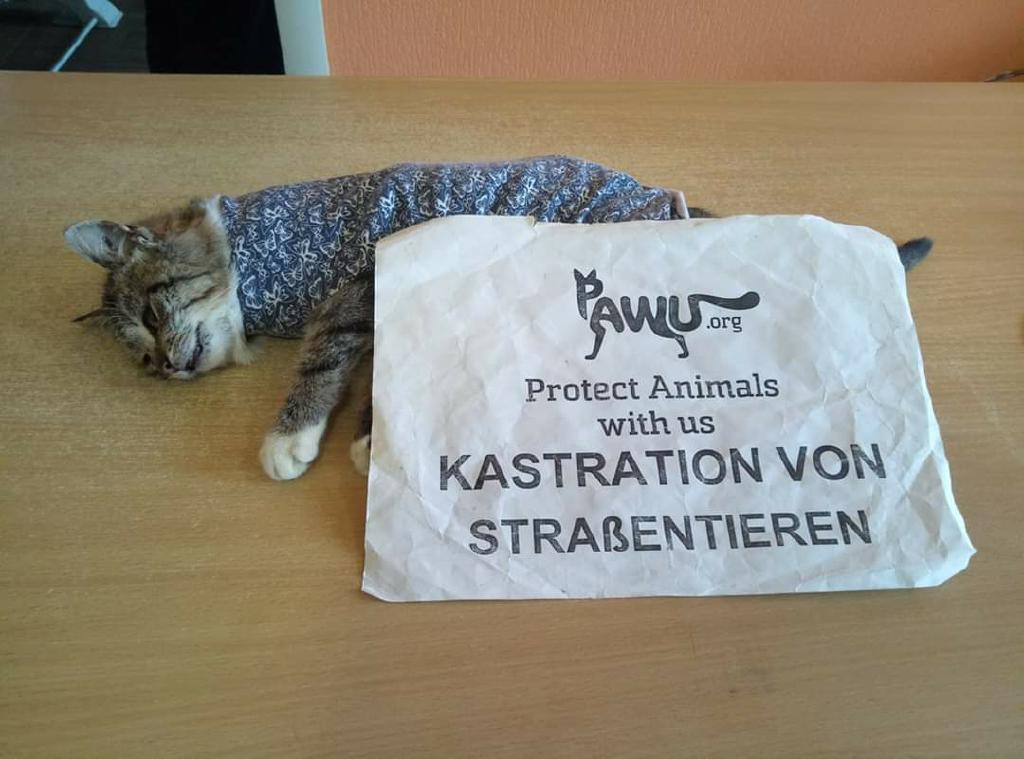 PAWU.org
Protect Animals
with us
KASTRATION VON
STRAßENTIEREN